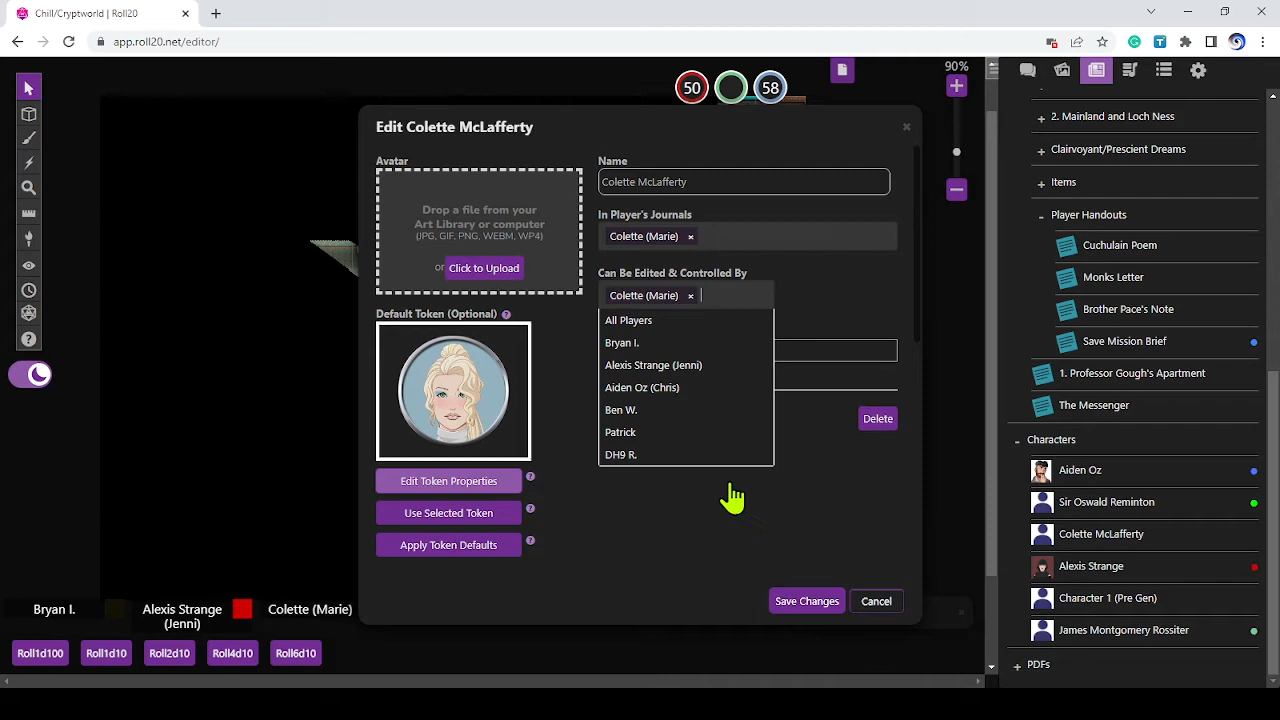 Chill/Cryptworld | Roll20
app.roll20.net/editor/
50
58
90%
Edit Colette McLafferty
Avatar
Drop a file from your
Art Library or computer
(JPG, GIF, PNG, WEBM, WP4)
or Click to Upload
Default Token (Optional)
Edit Token Properties
Use Selected Token
Apply Token Defaults
Name
Colette McLafferty
In Player's Journals
Colette (Marie) ×
Can Be Edited & Controlled By
Colette (Marie) ×
All Players
Bryan I.
Alexis Strange (Jenni)
Aiden Oz (Chris)
Ben W.
Patrick
DH9 R.
Delete
Save Changes
Cancel
Bryan I.
Alexis Strange
(Jenni)
Colette (Marie)
Roll1d100
Roll1d10
Roll2d10
Roll4d10
Roll6d10
2. Mainland and Loch Ness
Clairvoyant/Prescient Dreams
Items
Player Handouts
Cuchulain Poem
Monks Letter
Brother Pace's Note
Save Mission Brief
1. Professor Gough's Apartment
The Messenger
Characters
Aiden Oz
Sir Oswald Reminton
Colette McLafferty
Alexis Strange
Character 1 (Pre Gen)
James Montgomery Rossiter
PDFs